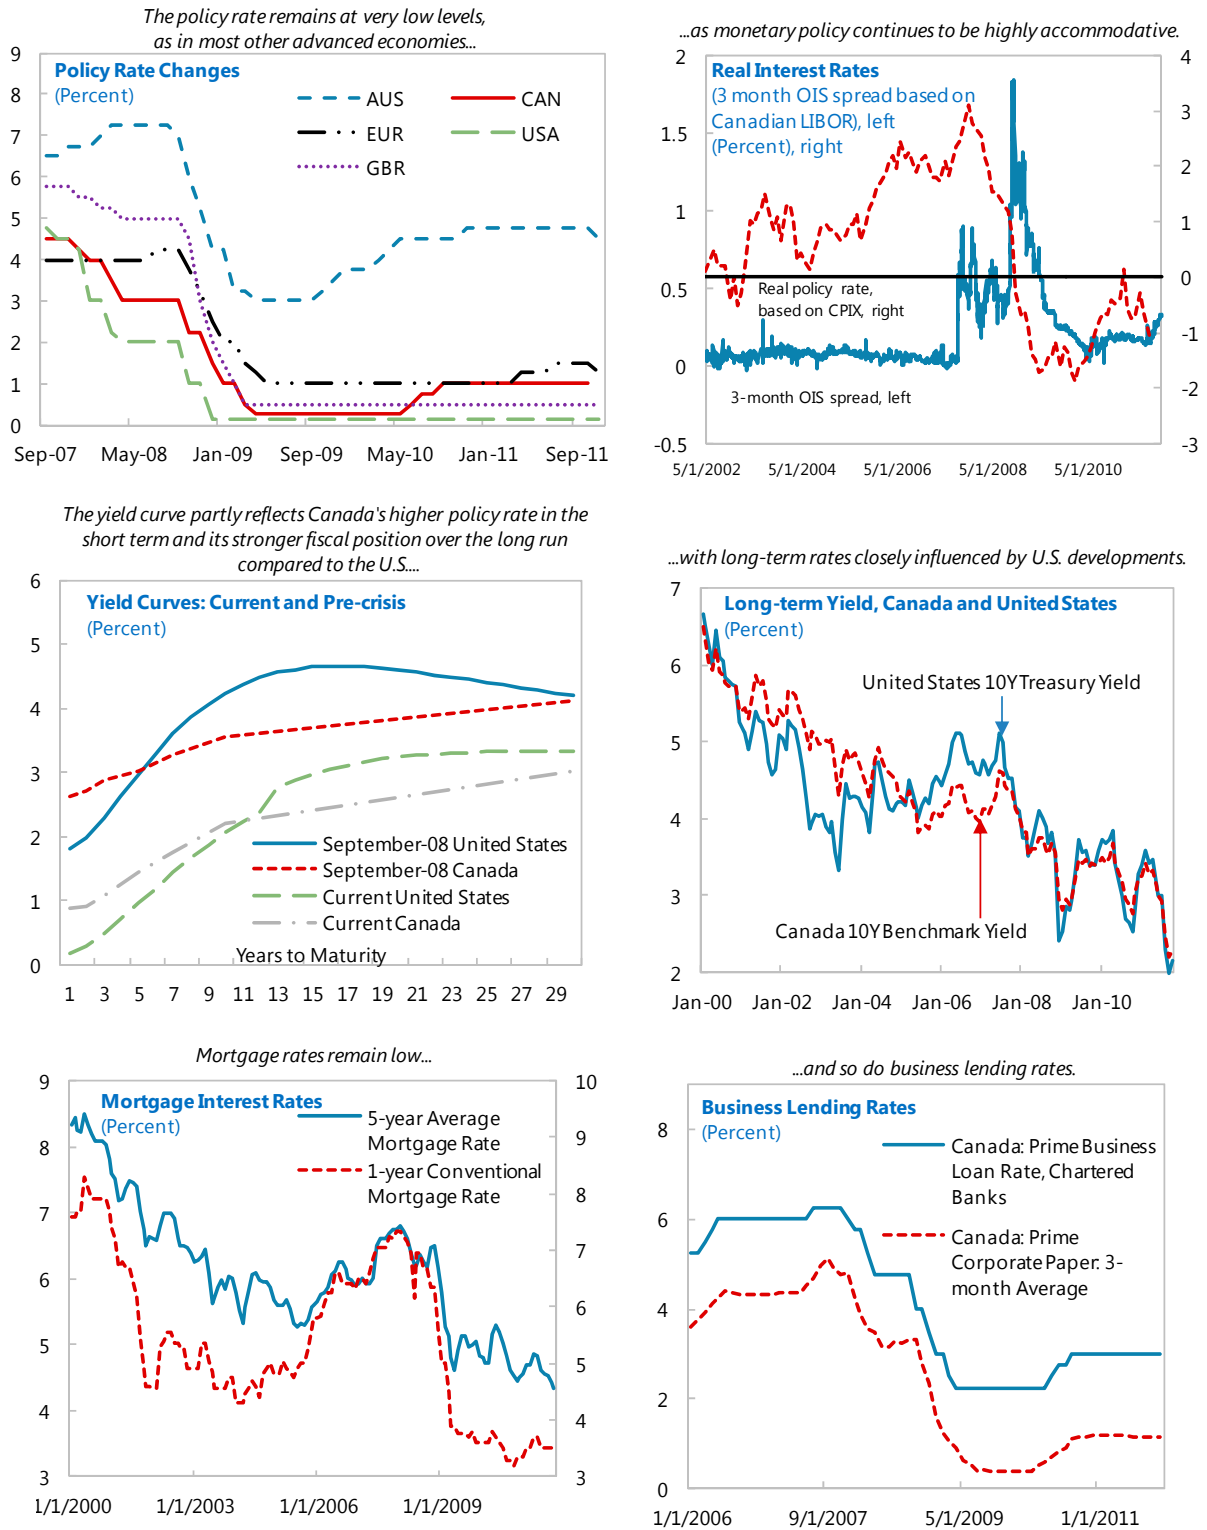 The policy rate remains at very low levels,
as in most other advanced economies...
Policy Rate Changes
(Percent)
AUS
CAN
EUR
USA
GBR
9
8
7
6
5
4
3
2
1
0
Sep-07 May-08 Jan-09 Sep-09 May-10 Jan-11 Sep-11
...as monetary policy continues to be highly accommodative.
Real Interest Rates
(3 month OIS spread based on
Canadian LIBOR), left
(Percent), right
2
1.5
1
0.5
0
-0.5
4
3
2
1
0
-1
-2
-3
Real policy rate,
based on CPIX, right
3-month OIS spread, left
5/1/2002 5/1/2004 5/1/2006 5/1/2008 5/1/2010
The yield curve partly reflects Canada's higher policy rate in the
short term and its stronger fiscal position over the long run
compared to the U.S....
Yield Curves: Current and Pre-crisis
(Percent)
6
5
4
3
2
1
0
September-08 United States
September-08 Canada
Current United States
Current Canada
Years to Maturity
1 3 5 7 9 11 13 15 17 19 21 23 25 27 29
...with long-term rates closely influenced by U.S. developments.
Long-term Yield, Canada and United States
(Percent)
7
6
5
4
3
2
United States 10Y Treasury Yield
Canada 10Y Benchmark Yield
Jan-00 Jan-02 Jan-04 Jan-06 Jan-08 Jan-10
Mortgage rates remain low...
Mortgage Interest Rates
(Percent)
5-year Average
Mortgage Rate
1-year Conventional
Mortgage Rate
9
8
7
6
5
4
3
10
9
8
7
6
5
4
3
1/1/2000 1/1/2003 1/1/2006 1/1/2009
...and so do business lending rates.
Business Lending Rates
(Percent)
Canada: Prime Business
Loan Rate, Chartered
Banks
Canada: Prime
Corporate Paper: 3-
month Average
8
6
4
2
0
1/1/2006 9/1/2007 5/1/2009 1/1/2011